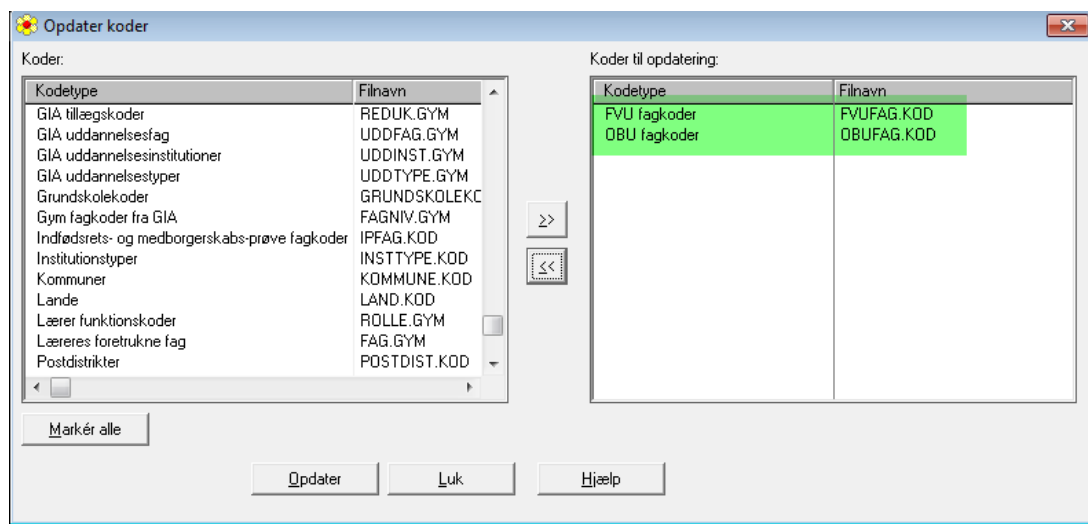 Opdater koder
Koder:
Kodetype Filnavn
GIA tillægskoder REDUK.GYM
GIA uddannelsesfag UDDFAG.GYM
GIA uddannelsesinstitutioner UDDINST.GYM
GIA uddannelsestyper UDDTYPE.GYM
Grundskolekoder GRUNDSKOLEKC
Gym fagkoder fra GIA FAGNIV.GYM
Indfødsrets- og medborgerskabs-prøve fagkoder IPFAG.KOD
Institutionstyper INSTTYPE.KOD
Kommuner KOMMUNE.KOD
Lande LAND.KOD
Lærer funktionskoder ROLLE.GYM
Læreres foretrukne fag FAG.GYM
Postdistrikter POSTDIST.KOD
>>
<<
Koder til opdatering:
Kodetype Filnavn
FVU fagkoder FVUFAG.KOD
OBU fagkoder OBUFAG.KOD
Markér alle
Opdater Luk Hjælp